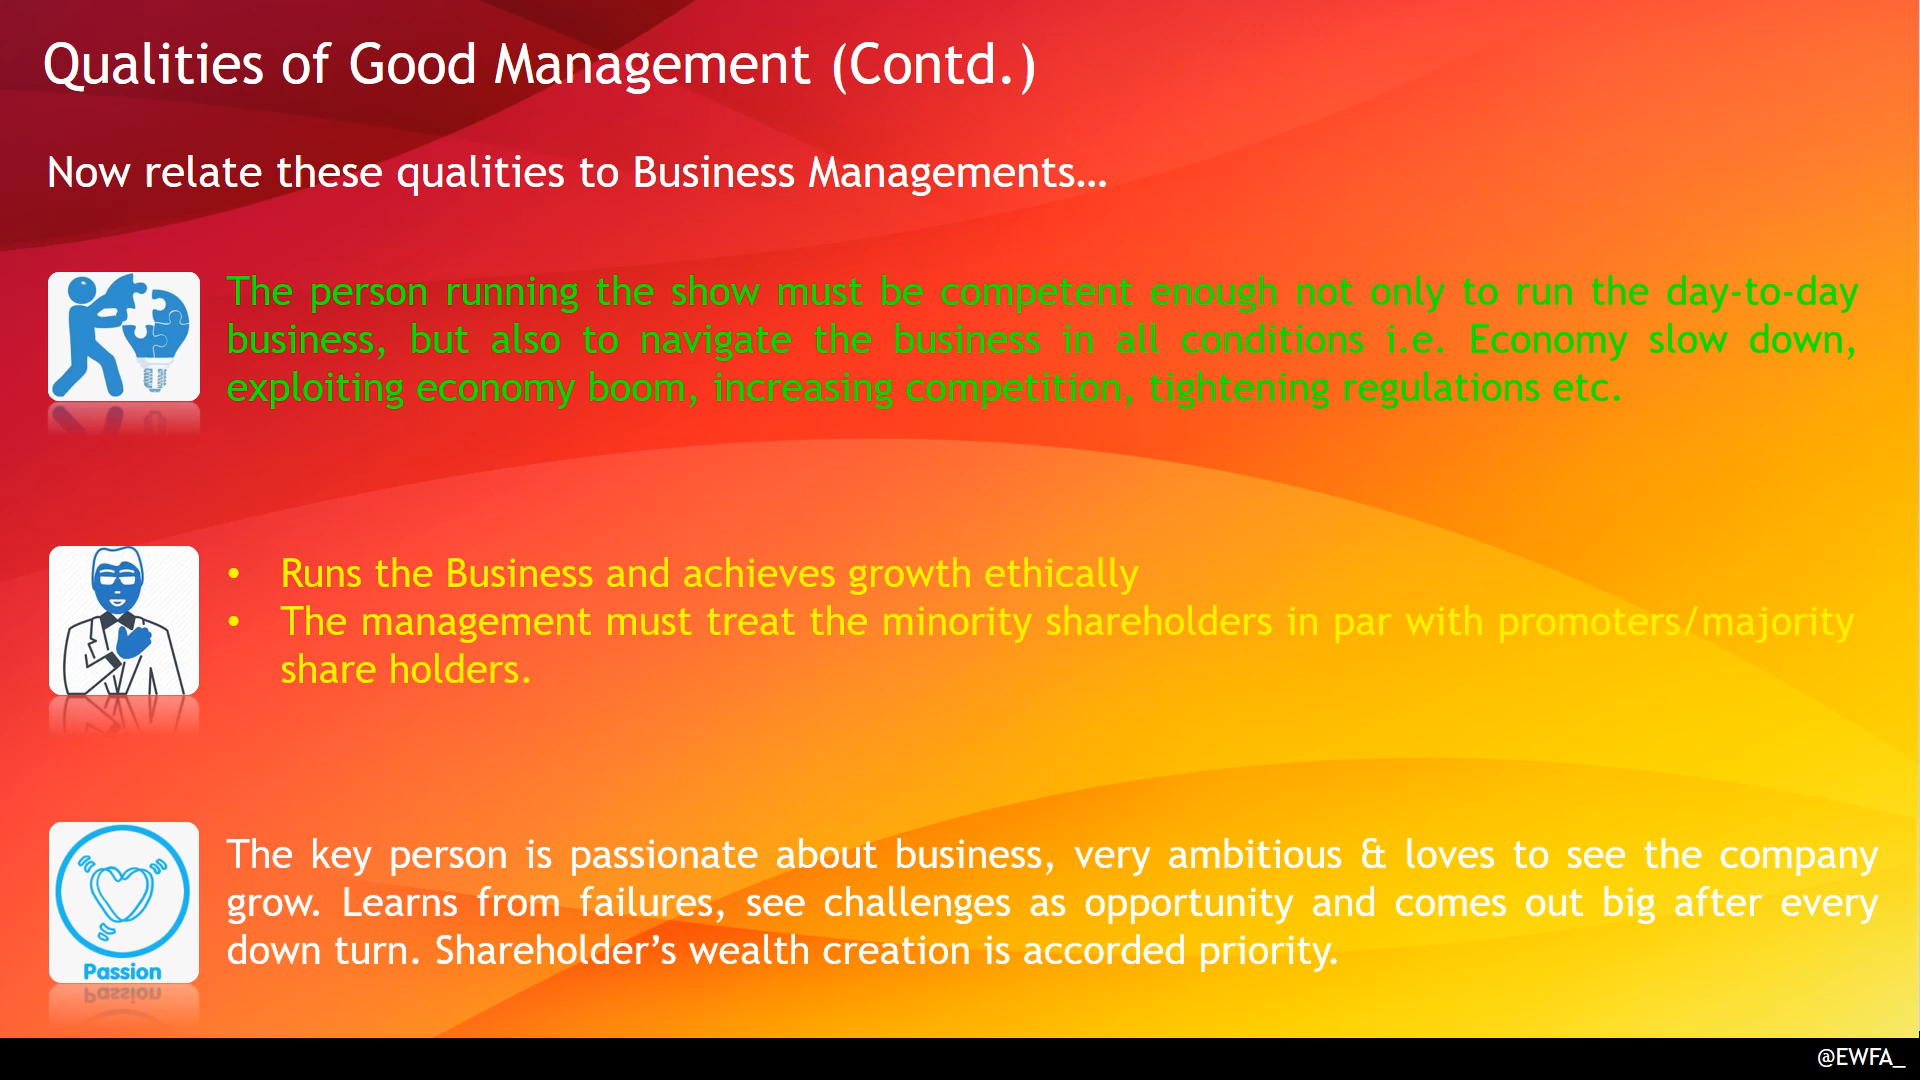 Qualities of Good Management (Contd.)
Now relate these qualities to Business Managements...
The person running the show must be competent enough not only to run the day-to-day
business, but also to navigate the business in all conditions i.e. Economy slow down,
exploiting economy boom, increasing competition, tightening regulations etc.
• Runs the Business and achieves growth ethically
• The management must treat the minority shareholders in par with promoters/majority
share holders.
The key person is passionate about business, very ambitious & loves to see the company
grow. Learns from failures, see challenges as opportunity and comes out big after every
down turn. Shareholder’s wealth creation is accorded priority.
Passion
@EWFA_